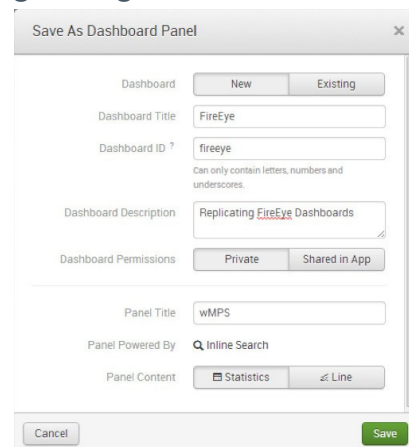 Save As Dashboard Panel ×
Dashboard New Existing
Dashboard Title FireEye
Dashboard ID ? fireeye
Can only contain letters, numbers and
underscores.
Dashboard Description Replicating FireEye Dashboards
Dashboard Permissions Private Shared in App
Panel Title wMPS
Panel Powered By Inline Search
Panel Content Statistics Line
Cancel Save